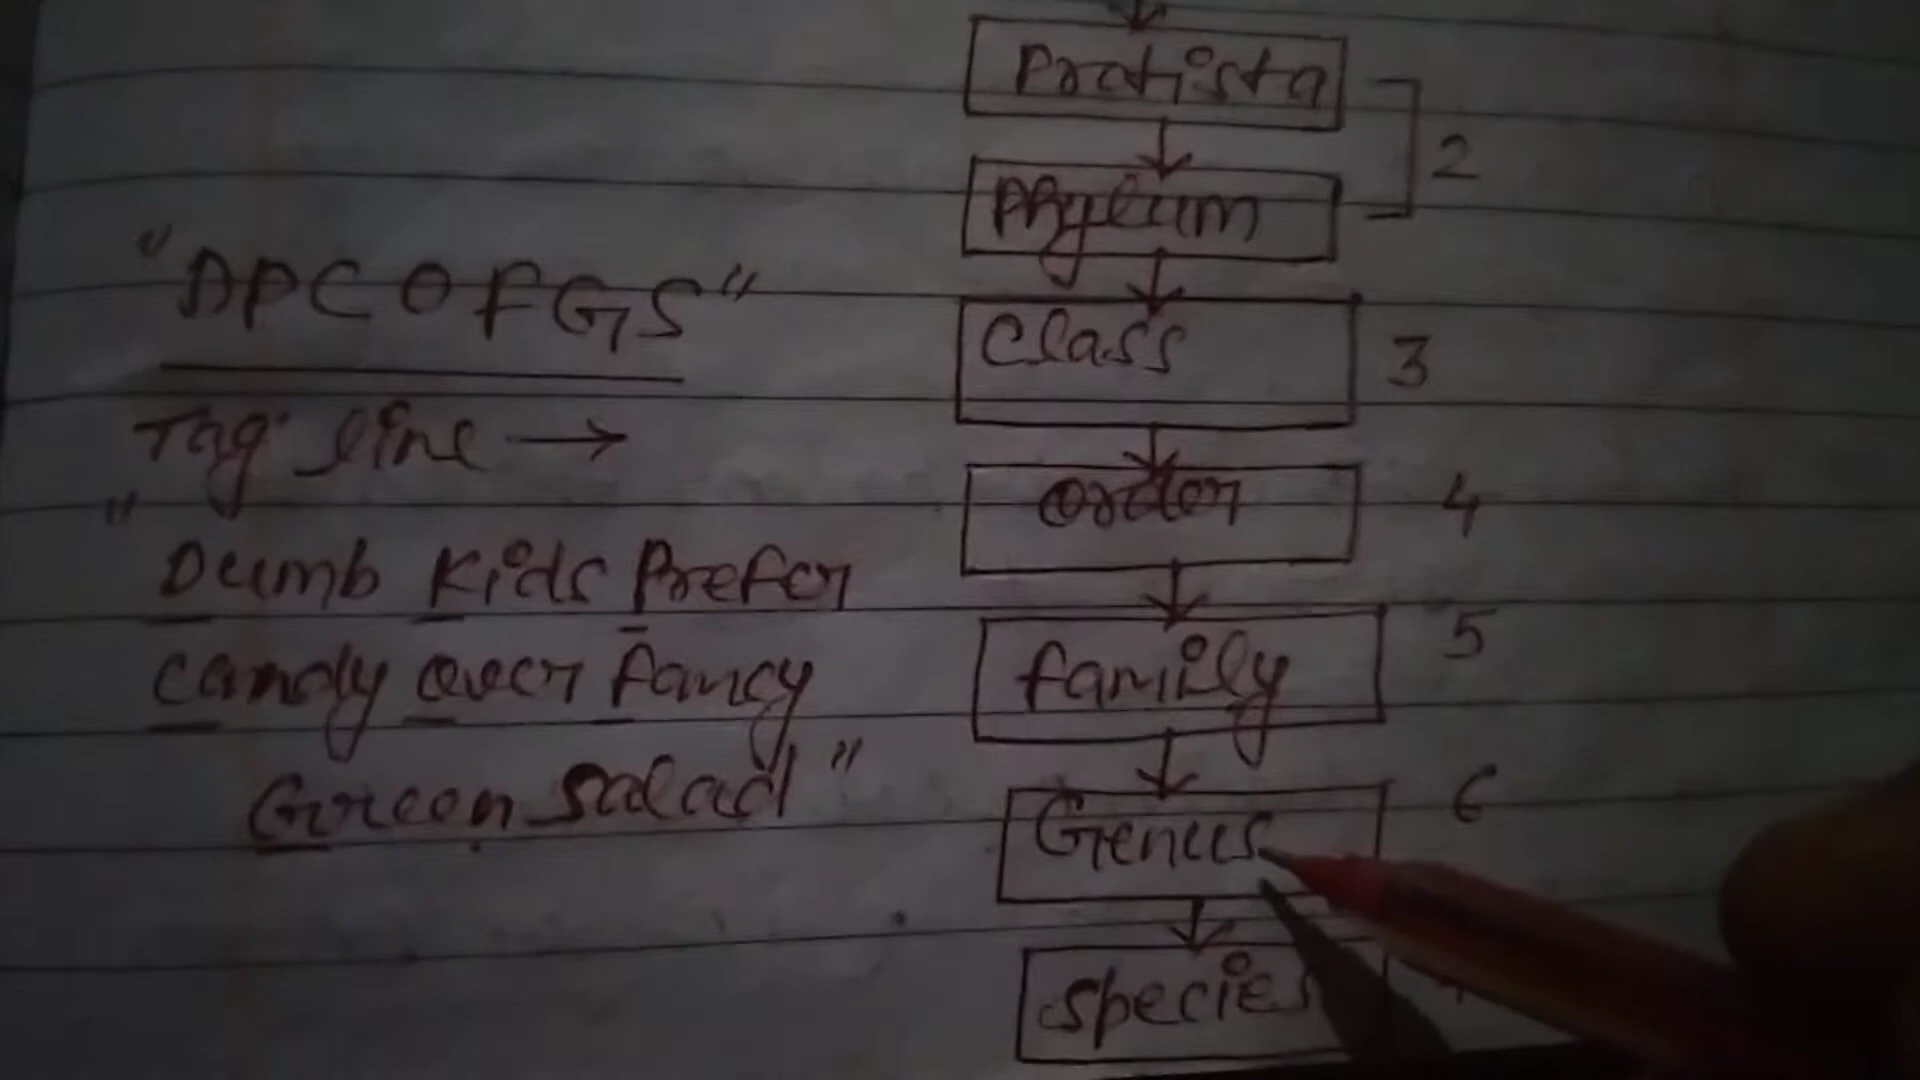 "DPCOFGS"
Tag line →
"Dumb Kids Prefer
Candy over fancy
Green salad"
Protista
Phylum
2
Class
3
order
4
family
5
Genus
6
species